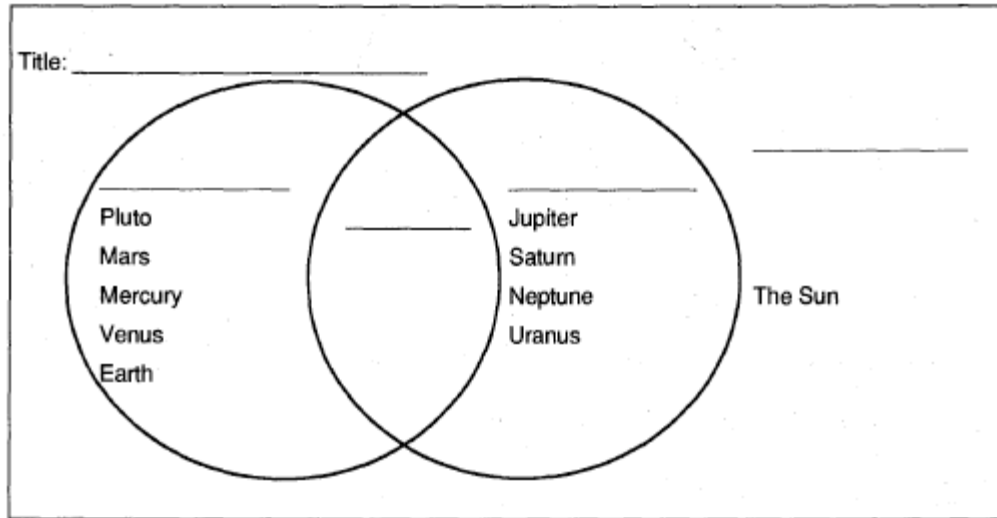 Title:
Pluto
Mars
Mercury
Venus
Earth
Jupiter
Saturn
Neptune
Uranus
The Sun